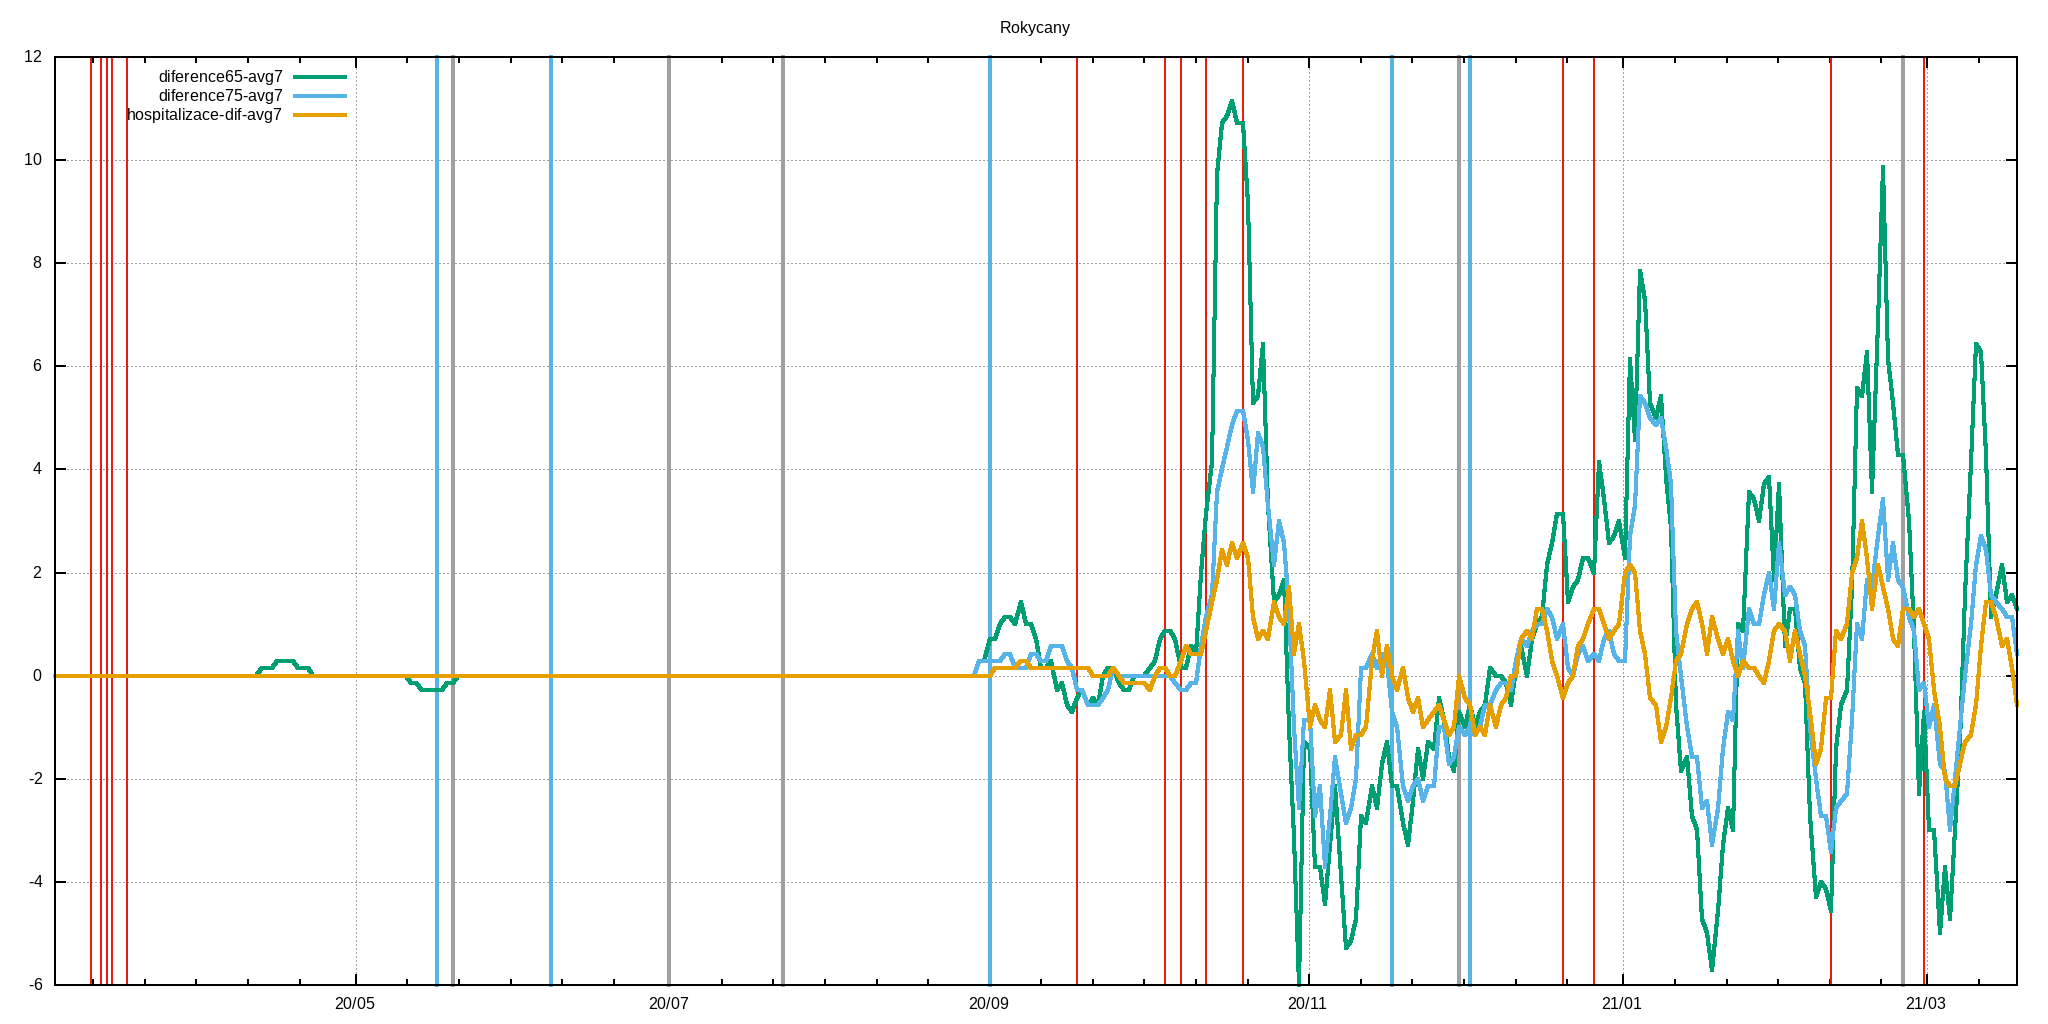 Rokycany
12
diference65-avg7
diference75-avg7
hospitalizace-dif-avg7
10
8
6
4
2
0
-2
-4
-6
20/05 20/07 20/09 20/11 21/01 21/03